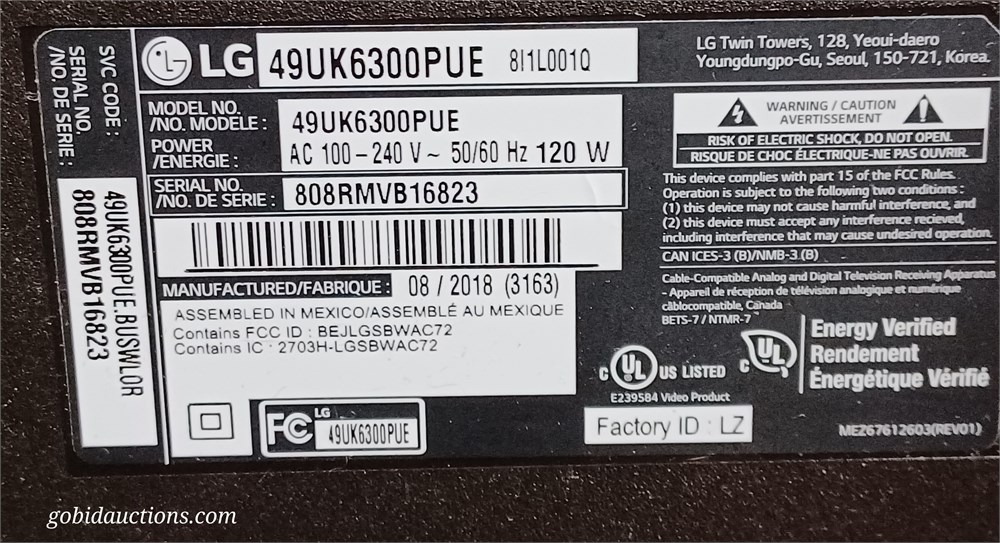 SVC CODE :
49UK6300PUE.BUSWLOR
SERIAL NO.
/NO. DE SERIE :
808RMVB16823
LG 49UK6300PUE 8I1L001Q
MODEL NO.
/NO. MODÈLE : 49UK6300PUE
POWER
/ENERGIE : AC 100-240 V ~ 50/60 Hz 120 W
SERIAL NO.
/NO. DE SERIE : 808RMVB16823
MANUFACTURED/FABRIQUE : 08 / 2018 (3163)
ASSEMBLED IN MEXICO/ASSEMBLÉ AU MEXIQUE
Contains FCC ID : BEJLGSBWAC72
Contains IC : 2703H-LGSBWAC72
FC LG
49UK6300PUE
LG Twin Towers, 128, Yeoui-daero
Youngdungpo-Gu, Seoul, 150-721, Korea.
WARNING / CAUTION
AVERTISSEMENT
RISK OF ELECTRIC SHOCK, DO NOT OPEN.
RISQUE DE CHOC ÉLECTRIQUE-NE PAS OUVRIR.
This device complies with part 15 of the FCC Rules.
Operation is subject to the following two conditions :
(1) this device may not cause harmful interference, and
(2) this device must accept any interference recieved,
including interference that may cause undesired operation.
CAN ICES-3 (B)/NMB-3 (B)
Cable-Compatible Analog and Digital Television Receiving Apparatus
- Appareil de réception de télévision analogique et numérique
câblocompatible, Canada
BETS-7 / NTMR-7
C UL US LISTED
E239584 Video Product
C UL
Energy Verified
Rendement
Énergétique Vérifié
Factory ID : LZ
MEZ67612603(REV01)
gobidauctions.com